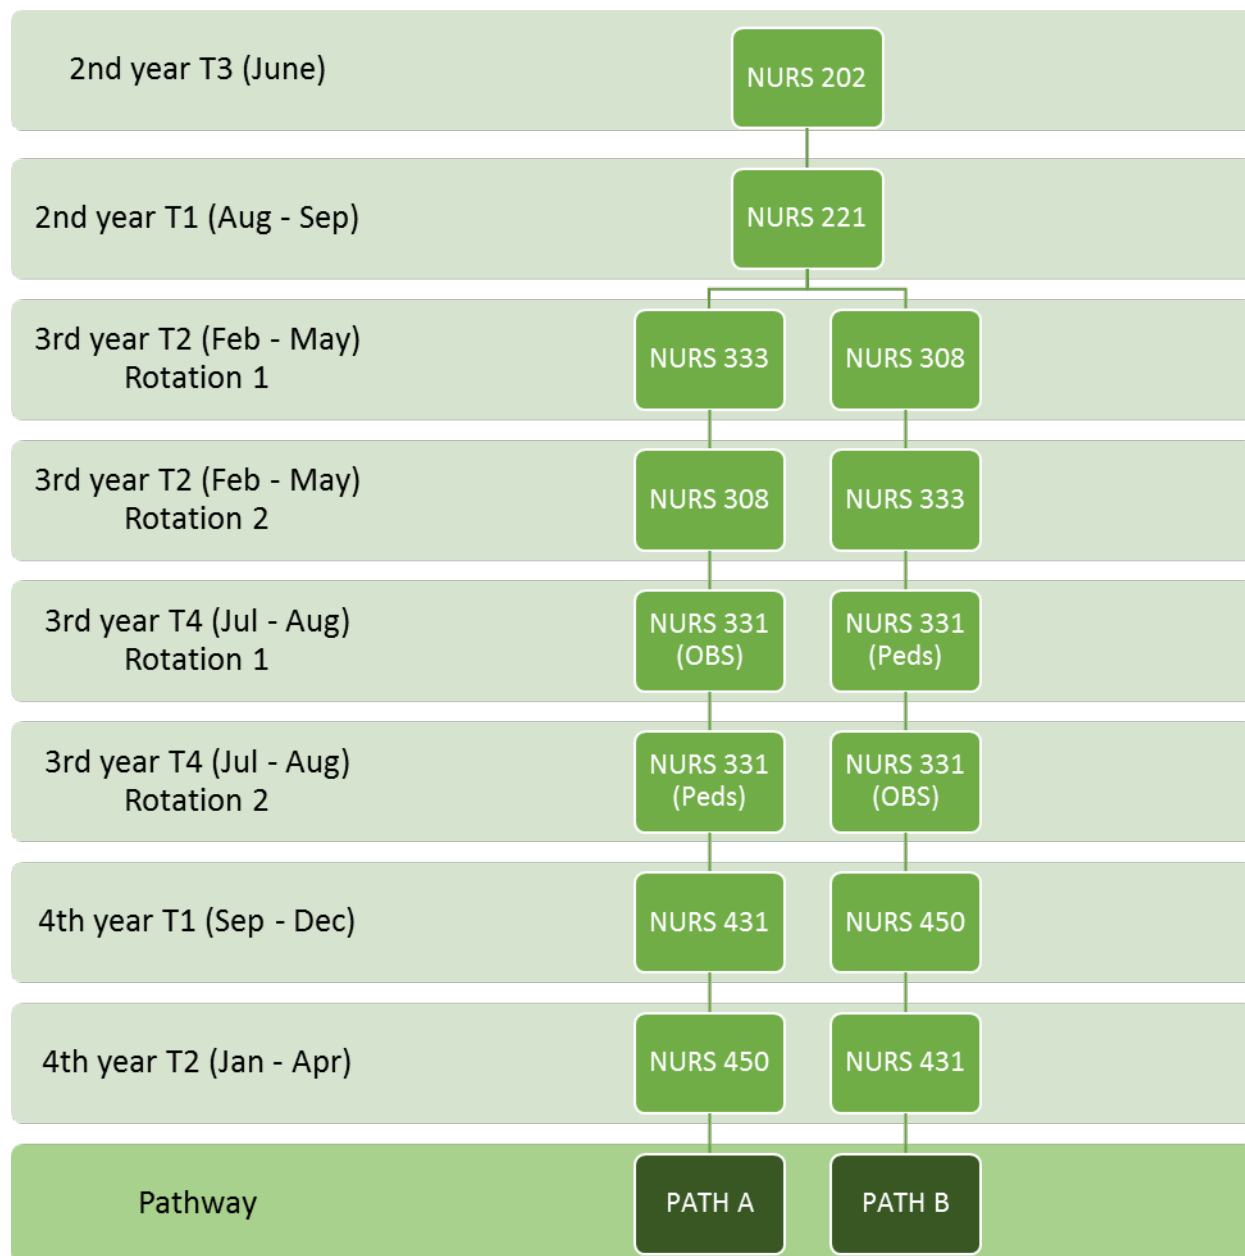 2nd year T3 (June)
NURS 202
2nd year T1 (Aug - Sep)
NURS 221
3rd year T2 (Feb - May)
Rotation 1
NURS 333
NURS 308
3rd year T2 (Feb - May)
Rotation 2
NURS 308
NURS 333
3rd year T4 (Jul - Aug)
Rotation 1
NURS 331
(OBS)
NURS 331
(Peds)
3rd year T4 (Jul - Aug)
Rotation 2
NURS 331
(Peds)
NURS 331
(OBS)
4th year T1 (Sep - Dec)
NURS 431
NURS 450
4th year T2 (Jan - Apr)
NURS 450
NURS 431
Pathway
PATH A
PATH B